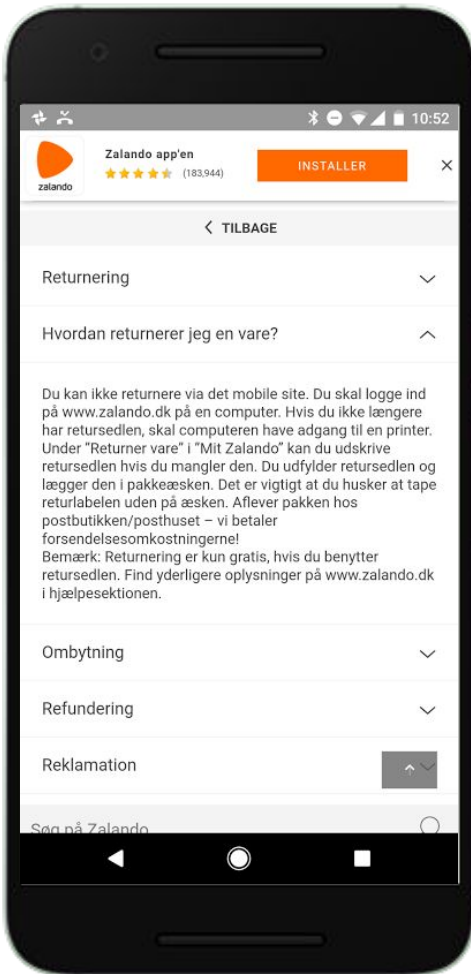 10:52
Zalando app'en
(183,944)
INSTALLER
zalando
TILBAGE
Returnering
Hvordan returnerer jeg en vare?
Du kan ikke returnere via det mobile site. Du skal logge ind
på www.zalando.dk på en computer. Hvis du ikke længere
har retursedlen, skal computeren have adgang til en printer.
Under "Returner vare" i "Mit Zalando" kan du udskrive
retursedlen hvis du mangler den. Du udfylder retursedlen og
lægger den i pakkeæsken. Det er vigtigt at du husker at tape
returlabelen uden på æsken. Aflever pakken hos
postbutikken/posthuset – vi betaler
forsendelsesomkostningerne!
Bemærk: Returnering er kun gratis, hvis du benytter
retursedlen. Find yderligere oplysninger på www.zalando.dk
i hjælpesektionen.
Ombytning
Refundering
Reklamation
Søg på Zalando